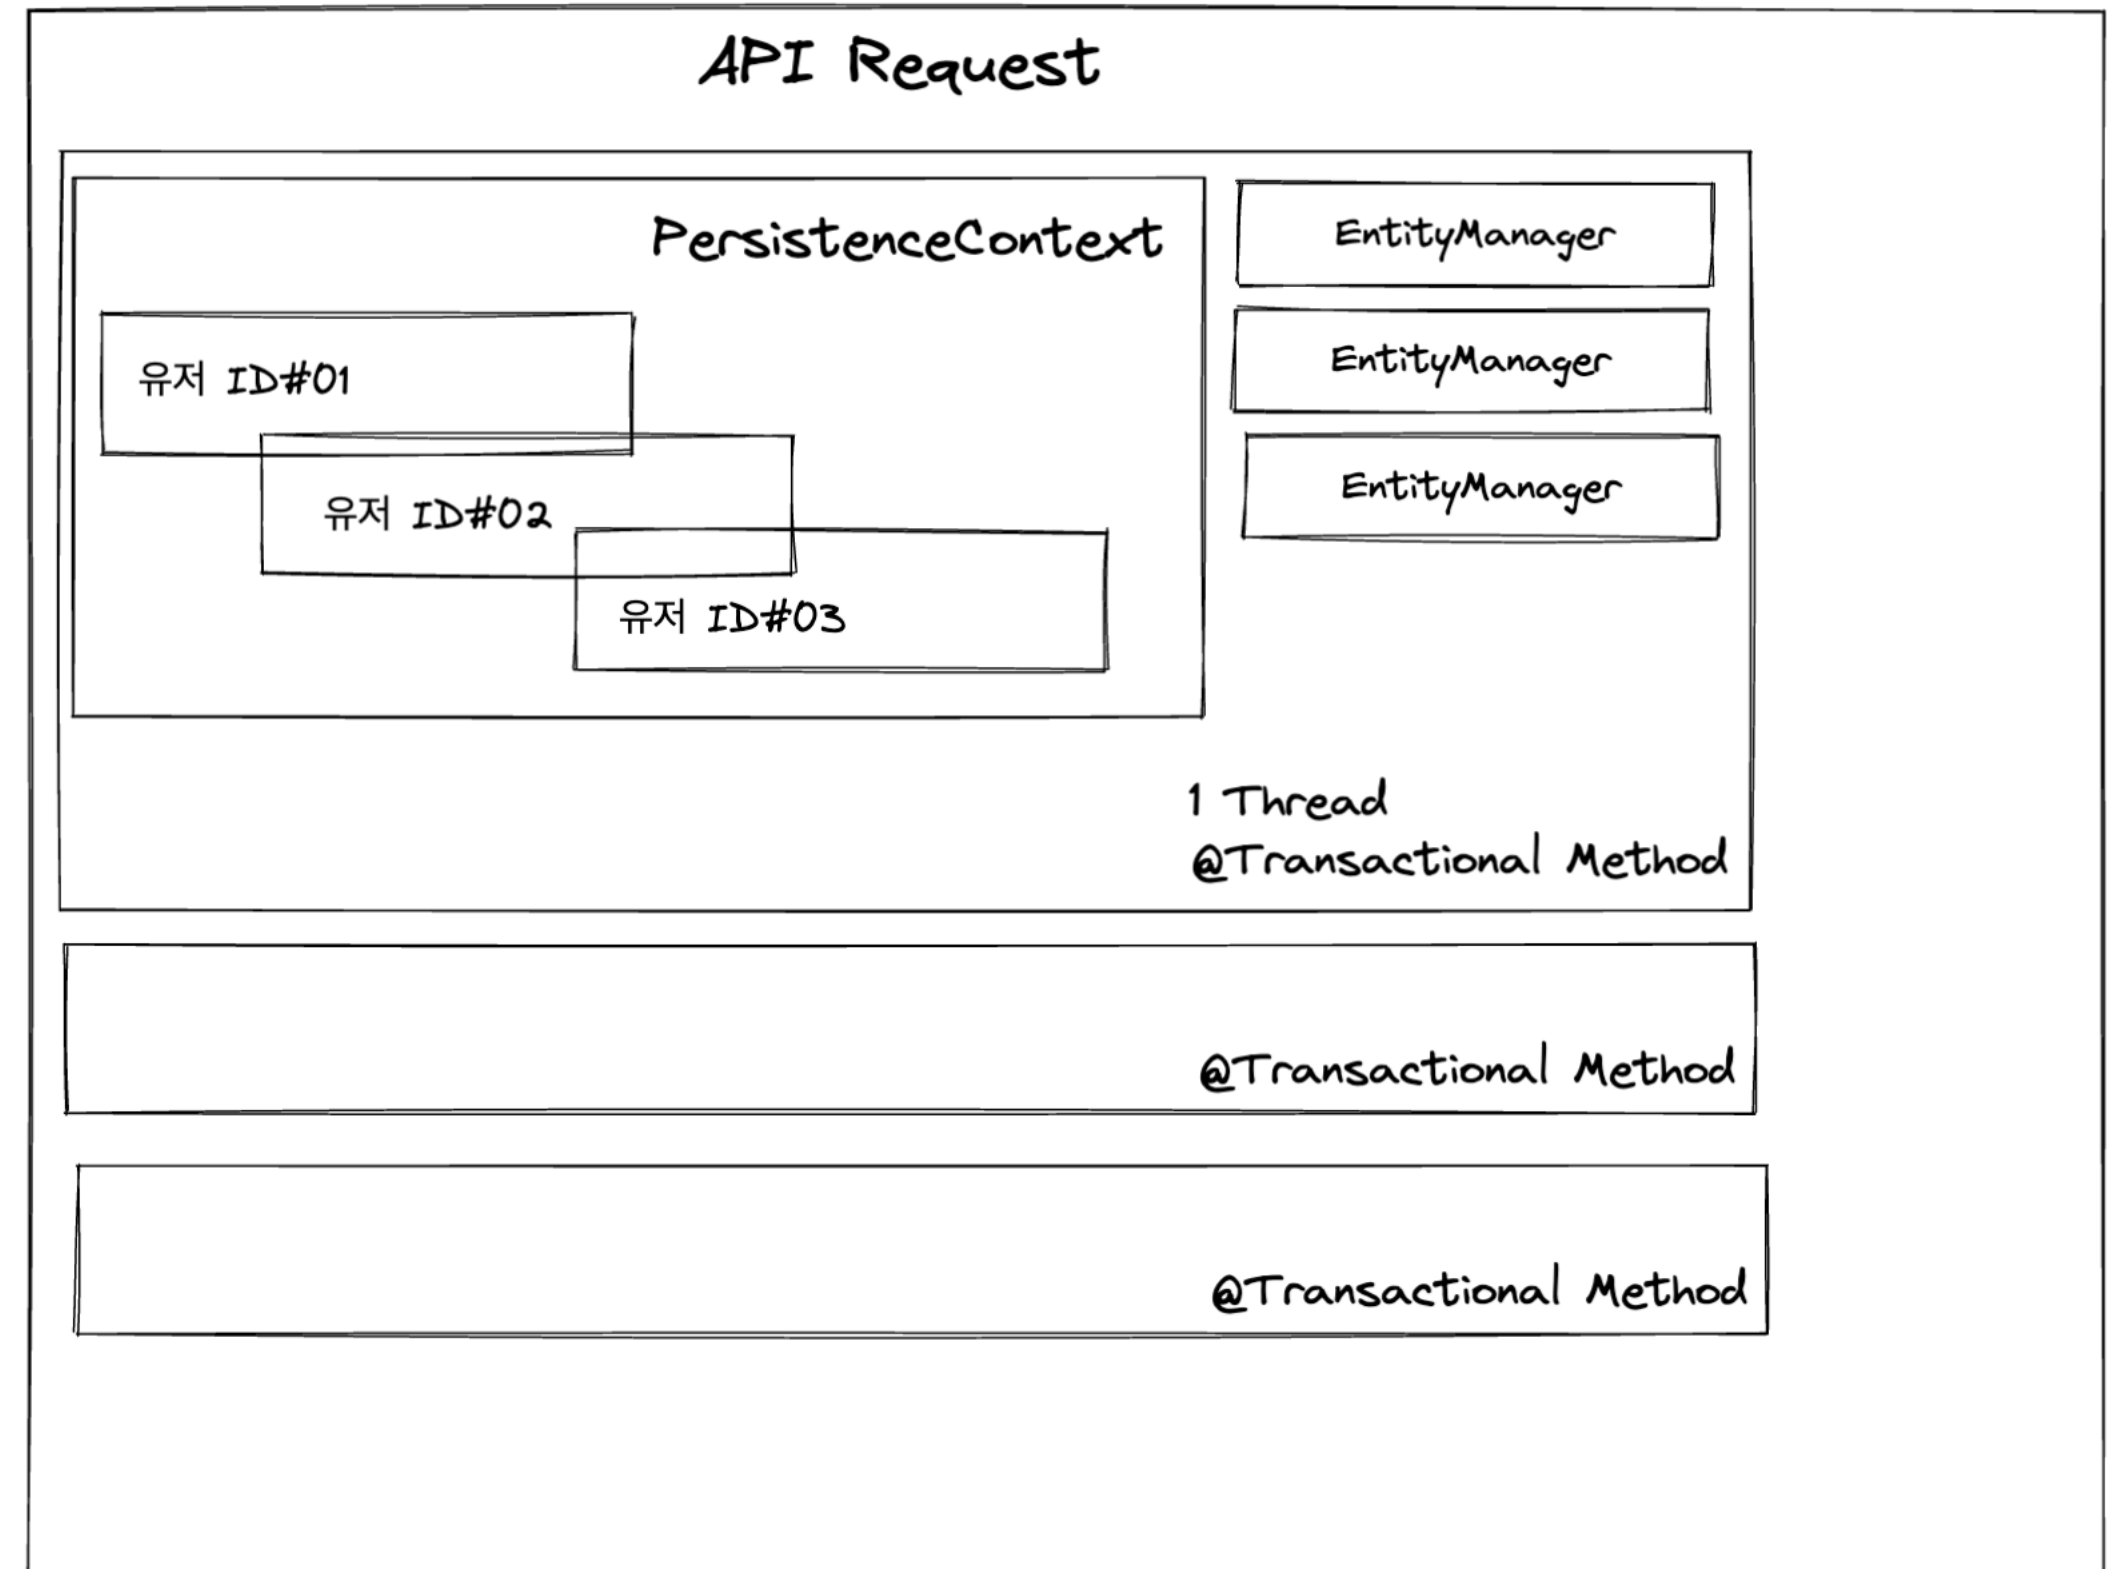 API Request
PersistenceContext
EntityManager
EntityManager
EntityManager
유저 ID#01
유저 ID#02
유저 ID#03
1 Thread
@Transactional Method
@Transactional Method
@Transactional Method